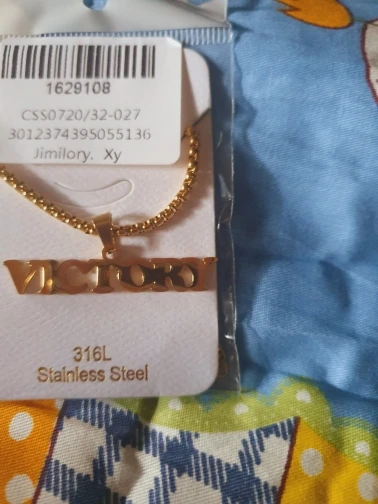 1629108
CSS0720/32-027
3012374395055136
Jimilory. Xy
VICTORY
316L
Stainless Steel